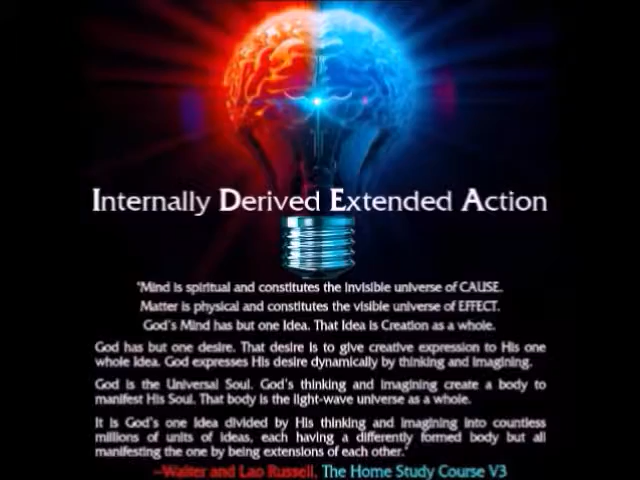 Internally Derived Extended Action
"Mind is spiritual and constitutes the invisible universe of CAUSE.
Matter is physical and constitutes the visible universe of EFFECT.
God's Mind has but one Idea. That Idea is Creation as a whole.
God has but one desire. That desire is to give creative expression to His one
whole Idea. God expresses His desire dynamically by thinking and imagining.
God is the Universal Soul. God's thinking and imagining create a body to
manifest His Soul. That body is the light-wave universe as a whole.
It is God's one idea divided by His thinking and imagining into countless
millions of units of ideas, each having a differently formed body but all
manifesting the one by being extensions of each other."
—Walter and Lao Russell, The Home Study Course V3